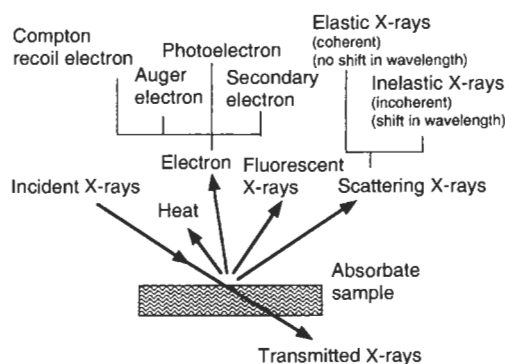 Compton
recoil electron
Photoelectron
Auger
electron
Secondary
electron
Elastic X-rays
(coherent)
(no shift in wavelength)
Inelastic X-rays
(incoherent)
(shift in wavelength)
Electron
Fluorescent
X-rays
Scattering X-rays
Incident X-rays
Heat
Absorbate
sample
Transmitted X-rays